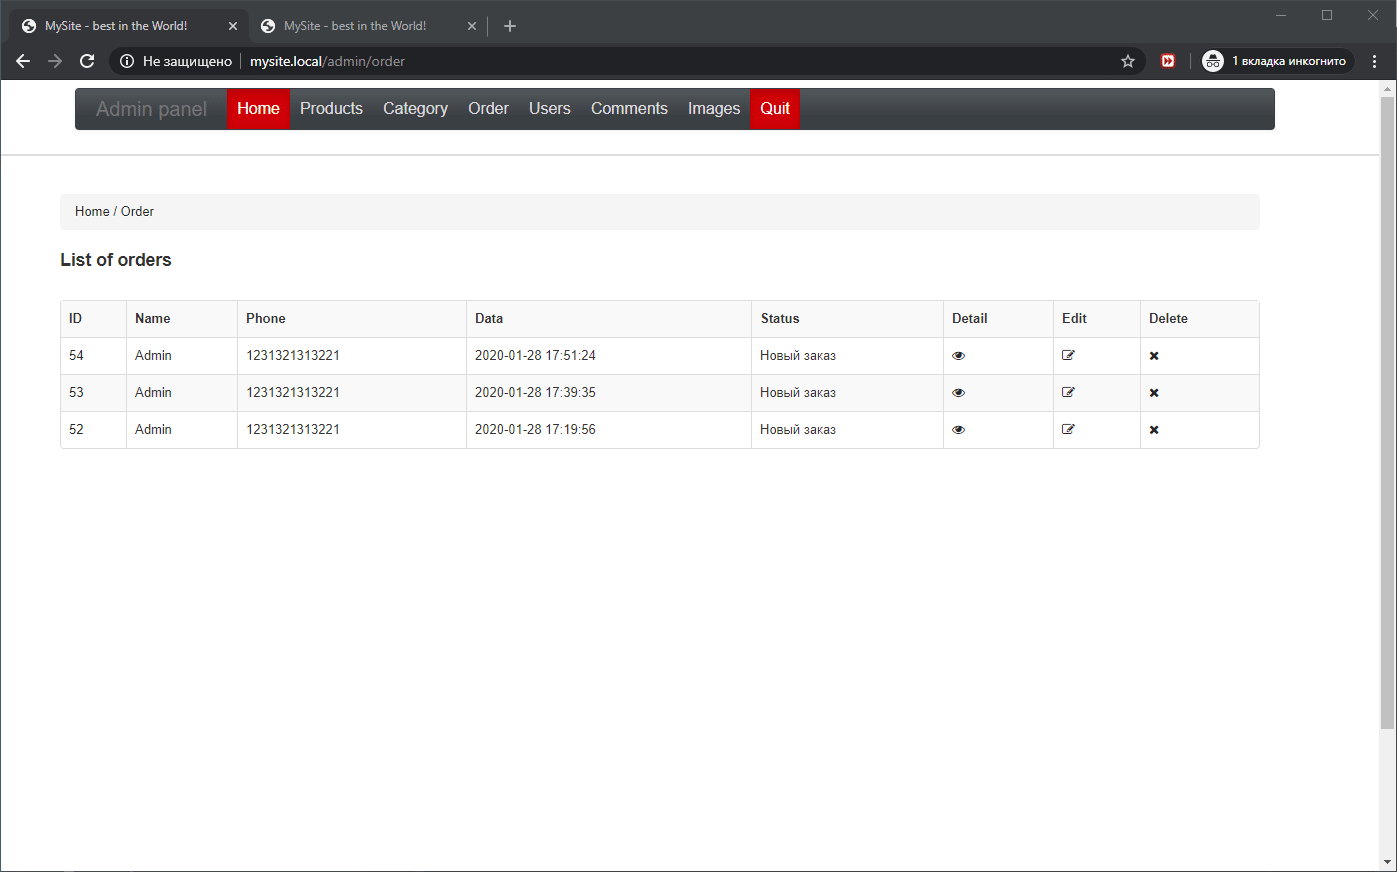 MySite - best in the World! MySite - best in the World!
Не защищено mysite.local/admin/order 1 вкладка инкогнито
Admin panel Home Products Category Order Users Comments Images Quit
Home / Order
List of orders
ID Name Phone Data Status Detail Edit Delete
54 Admin 1231321313221 2020-01-28 17:51:24 Новый заказ
53 Admin 1231321313221 2020-01-28 17:39:35 Новый заказ
52 Admin 1231321313221 2020-01-28 17:19:56 Новый заказ